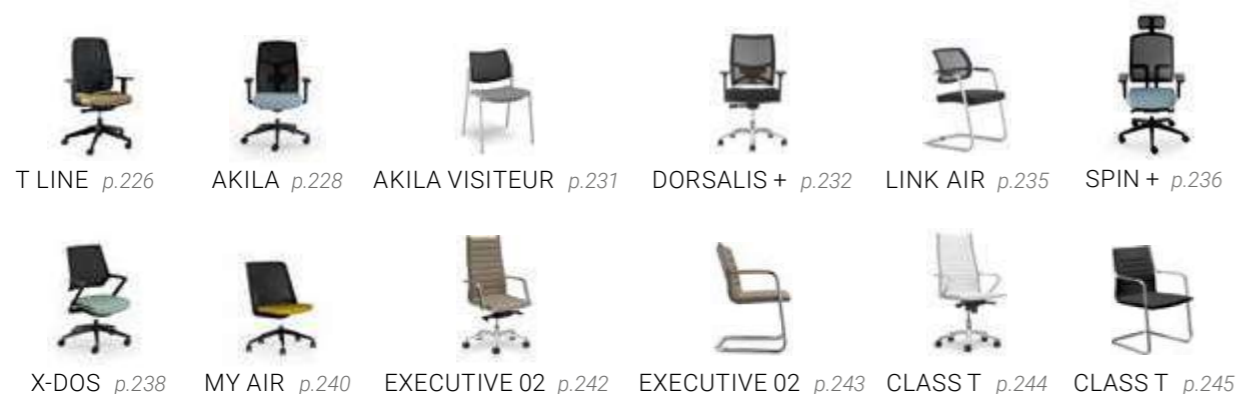 T LINE p.226 AKILA p.228 AKILA VISITEUR p.231 DORSALIS + p.232 LINK AIR p.235 SPIN + p.236
X-DOS p.238 MY AIR p.240 EXECUTIVE 02 p.242 EXECUTIVE 02 p.243 CLASS T p.244 CLASS T p.245